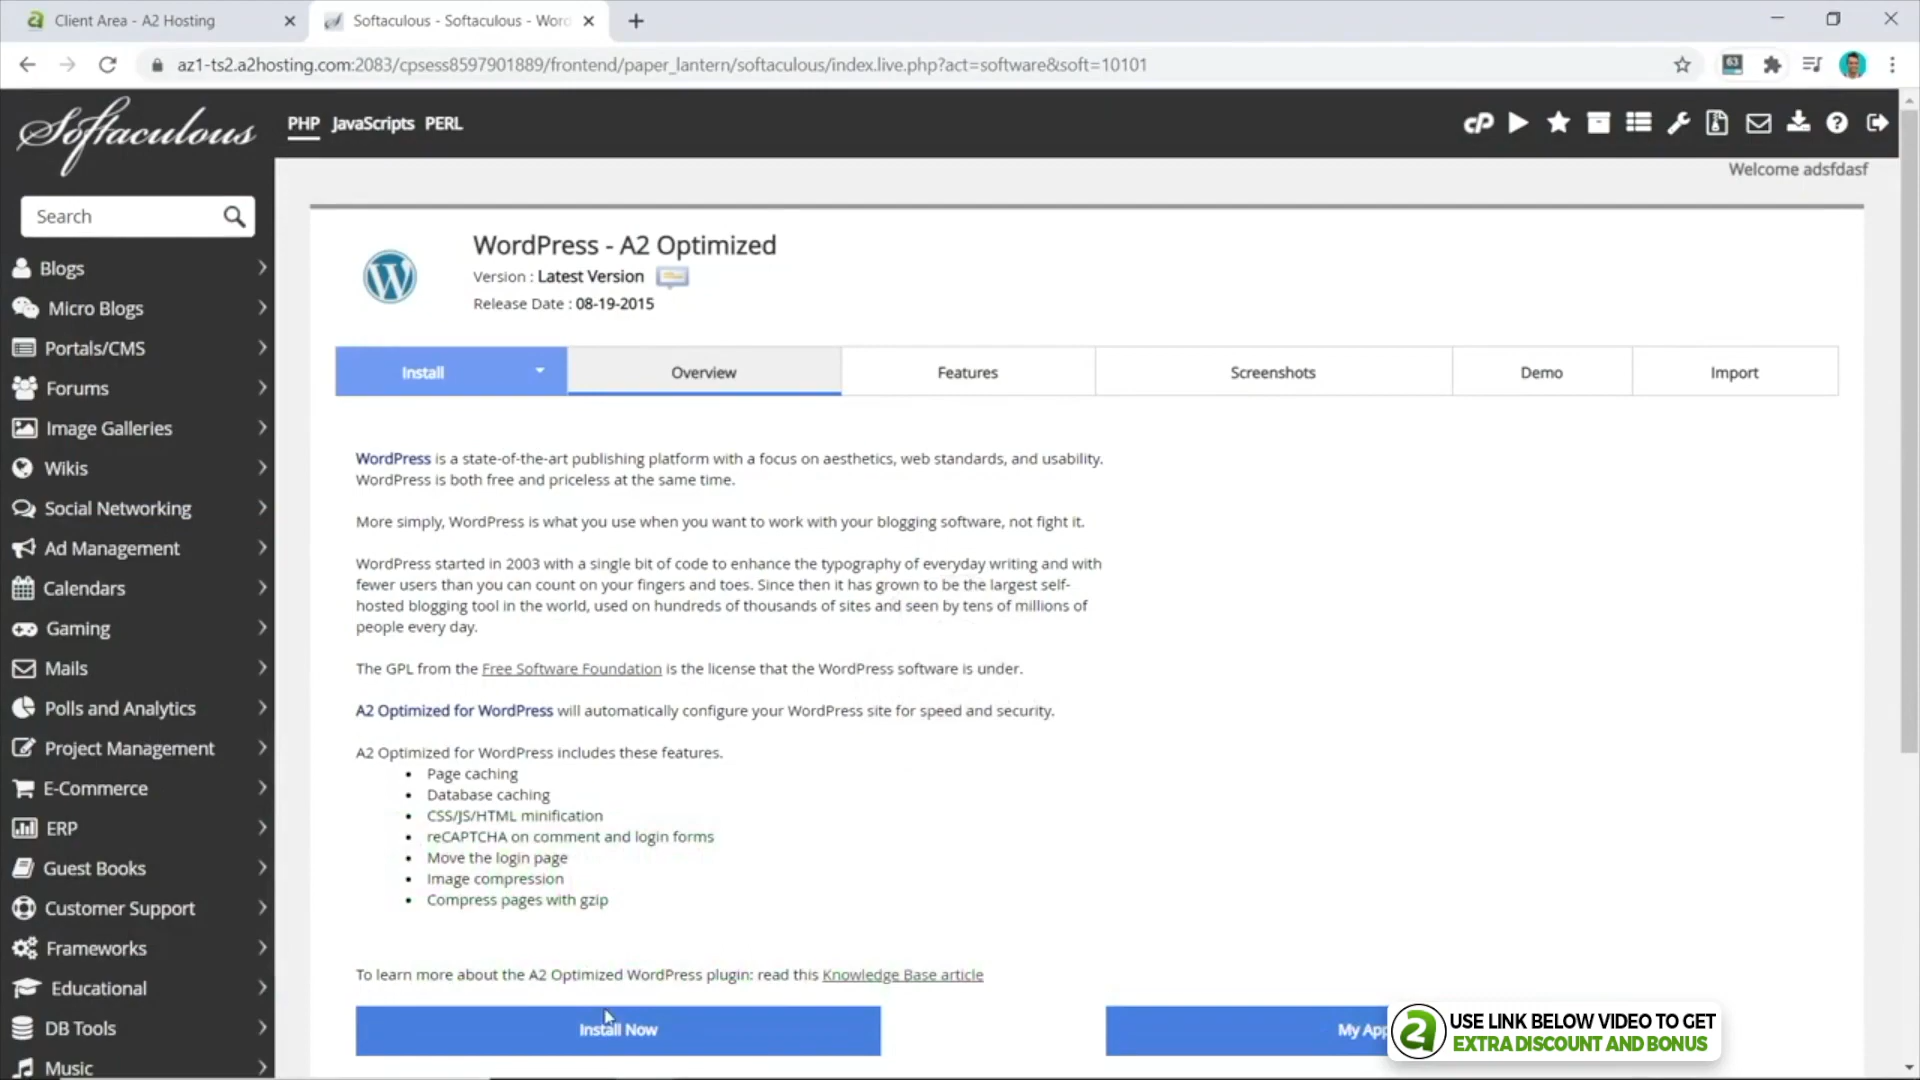 Client Area - A2 Hosting
Softaculous - Softaculous - Wor
az1-ts2.a2hosting.com:2083/cpsess8597901889/frontend/paper_lantern/softaculous/index.live.php?act=software&soft=10101
63
Softaculous
PHP JavaScripts PERL
cP
Welcome adsfdasf
Search
Blogs
Micro Blogs
Portals/CMS
Forums
Image Galleries
Wikis
Social Networking
Ad Management
Calendars
Gaming
Mails
Polls and Analytics
Project Management
E-Commerce
ERP
Guest Books
Customer Support
Frameworks
Educational
DB Tools
Music
WordPress - A2 Optimized
Version : Latest Version
Release Date : 08-19-2015
Install
Overview
Features
Screenshots
Demo
Import
WordPress is a state-of-the-art publishing platform with a focus on aesthetics, web standards, and usability.
WordPress is both free and priceless at the same time.
More simply, WordPress is what you use when you want to work with your blogging software, not fight it.
WordPress started in 2003 with a single bit of code to enhance the typography of everyday writing and with
fewer users than you can count on your fingers and toes. Since then it has grown to be the largest self-
hosted blogging tool in the world, used on hundreds of thousands of sites and seen by tens of millions of
people every day.
The GPL from the Free Software Foundation is the license that the WordPress software is under.
A2 Optimized for WordPress will automatically configure your WordPress site for speed and security.
A2 Optimized for WordPress includes these features.
• Page caching
• Database caching
• CSS/JS/HTML minification
• reCAPTCHA on comment and login forms
• Move the login page
• Image compression
• Compress pages with gzip
To learn more about the A2 Optimized WordPress plugin: read this Knowledge Base article
Install Now
My App
USE LINK BELOW VIDEO TO GET
EXTRA DISCOUNT AND BONUS